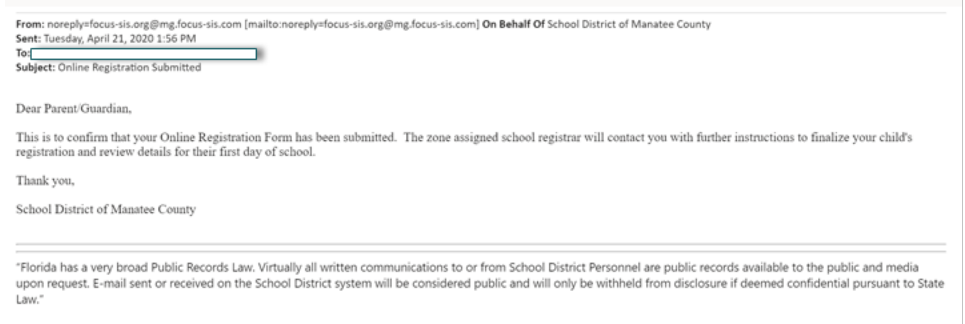 From: noreply=focus-sis.org@mg.focus-sis.com [mailto:noreply=focus-sis.org@mg.focus-sis.com] On Behalf Of School District of Manatee County
Sent: Tuesday, April 21, 2020 1:56 PM
To:
Subject: Online Registration Submitted
Dear Parent/Guardian,
This is to confirm that your Online Registration Form has been submitted.  The zone assigned school registrar will contact you with further instructions to finalize your child's
registration and review details for their first day of school.
Thank you,
School District of Manatee County
"Florida has a very broad Public Records Law. Virtually all written communications to or from School District Personnel are public records available to the public and media
upon request. E-mail sent or received on the School District system will be considered public and will only be withheld from disclosure if deemed confidential pursuant to State
Law."